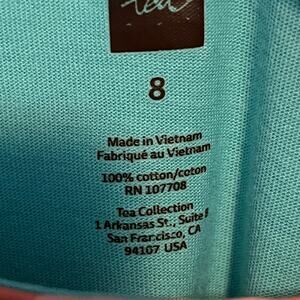 tea
8
Made in Vietnam
Fabriqué au Vietnam
100% cotton/coton
RN 107708
Tea Collection
1 Arkansas St., Suite B
San Francisco, CA
94107 USA